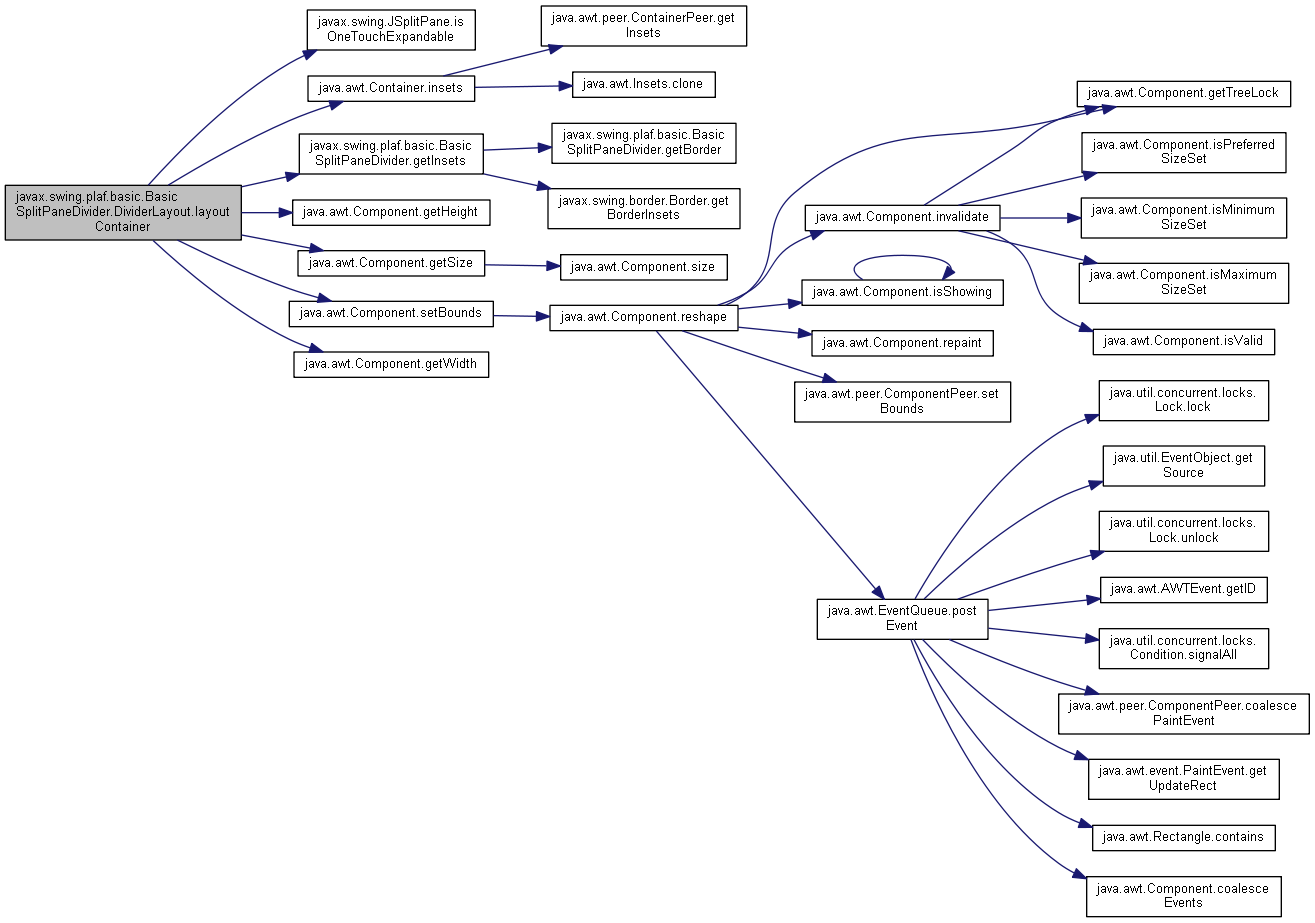 javax.swing.plaf.basic.Basic
SplitPaneDivider.DividerLayout.layout
Container
javax.swing.JSplitPane.is
OneTouchExpandable
java.awt.Container.insets
java.awt.peer.ContainerPeer.get
Insets
java.awt.Insets.clone
javax.swing.plaf.basic.Basic
SplitPaneDivider.getInsets
javax.swing.plaf.basic.Basic
SplitPaneDivider.getBorder
javax.swing.border.Border.get
BorderInsets
java.awt.Component.getHeight
java.awt.Component.getSize
java.awt.Component.size
java.awt.Component.setBounds
java.awt.Component.reshape
java.awt.Component.getWidth
java.awt.Component.invalidate
java.awt.Component.getTreeLock
java.awt.Component.isPreferred
SizeSet
java.awt.Component.isMinimum
SizeSet
java.awt.Component.isMaximum
SizeSet
java.awt.Component.isValid
java.awt.Component.isShowing
java.awt.Component.repaint
java.awt.peer.ComponentPeer.set
Bounds
java.awt.EventQueue.post
Event
java.util.concurrent.locks.
Lock.lock
java.util.EventObject.get
Source
java.util.concurrent.locks.
Lock.unlock
java.awt.AWTEvent.getID
java.util.concurrent.locks.
Condition.signalAll
java.awt.peer.ComponentPeer.coalesce
PaintEvent
java.awt.event.PaintEvent.get
UpdateRect
java.awt.Rectangle.contains
java.awt.Component.coalesce
Events